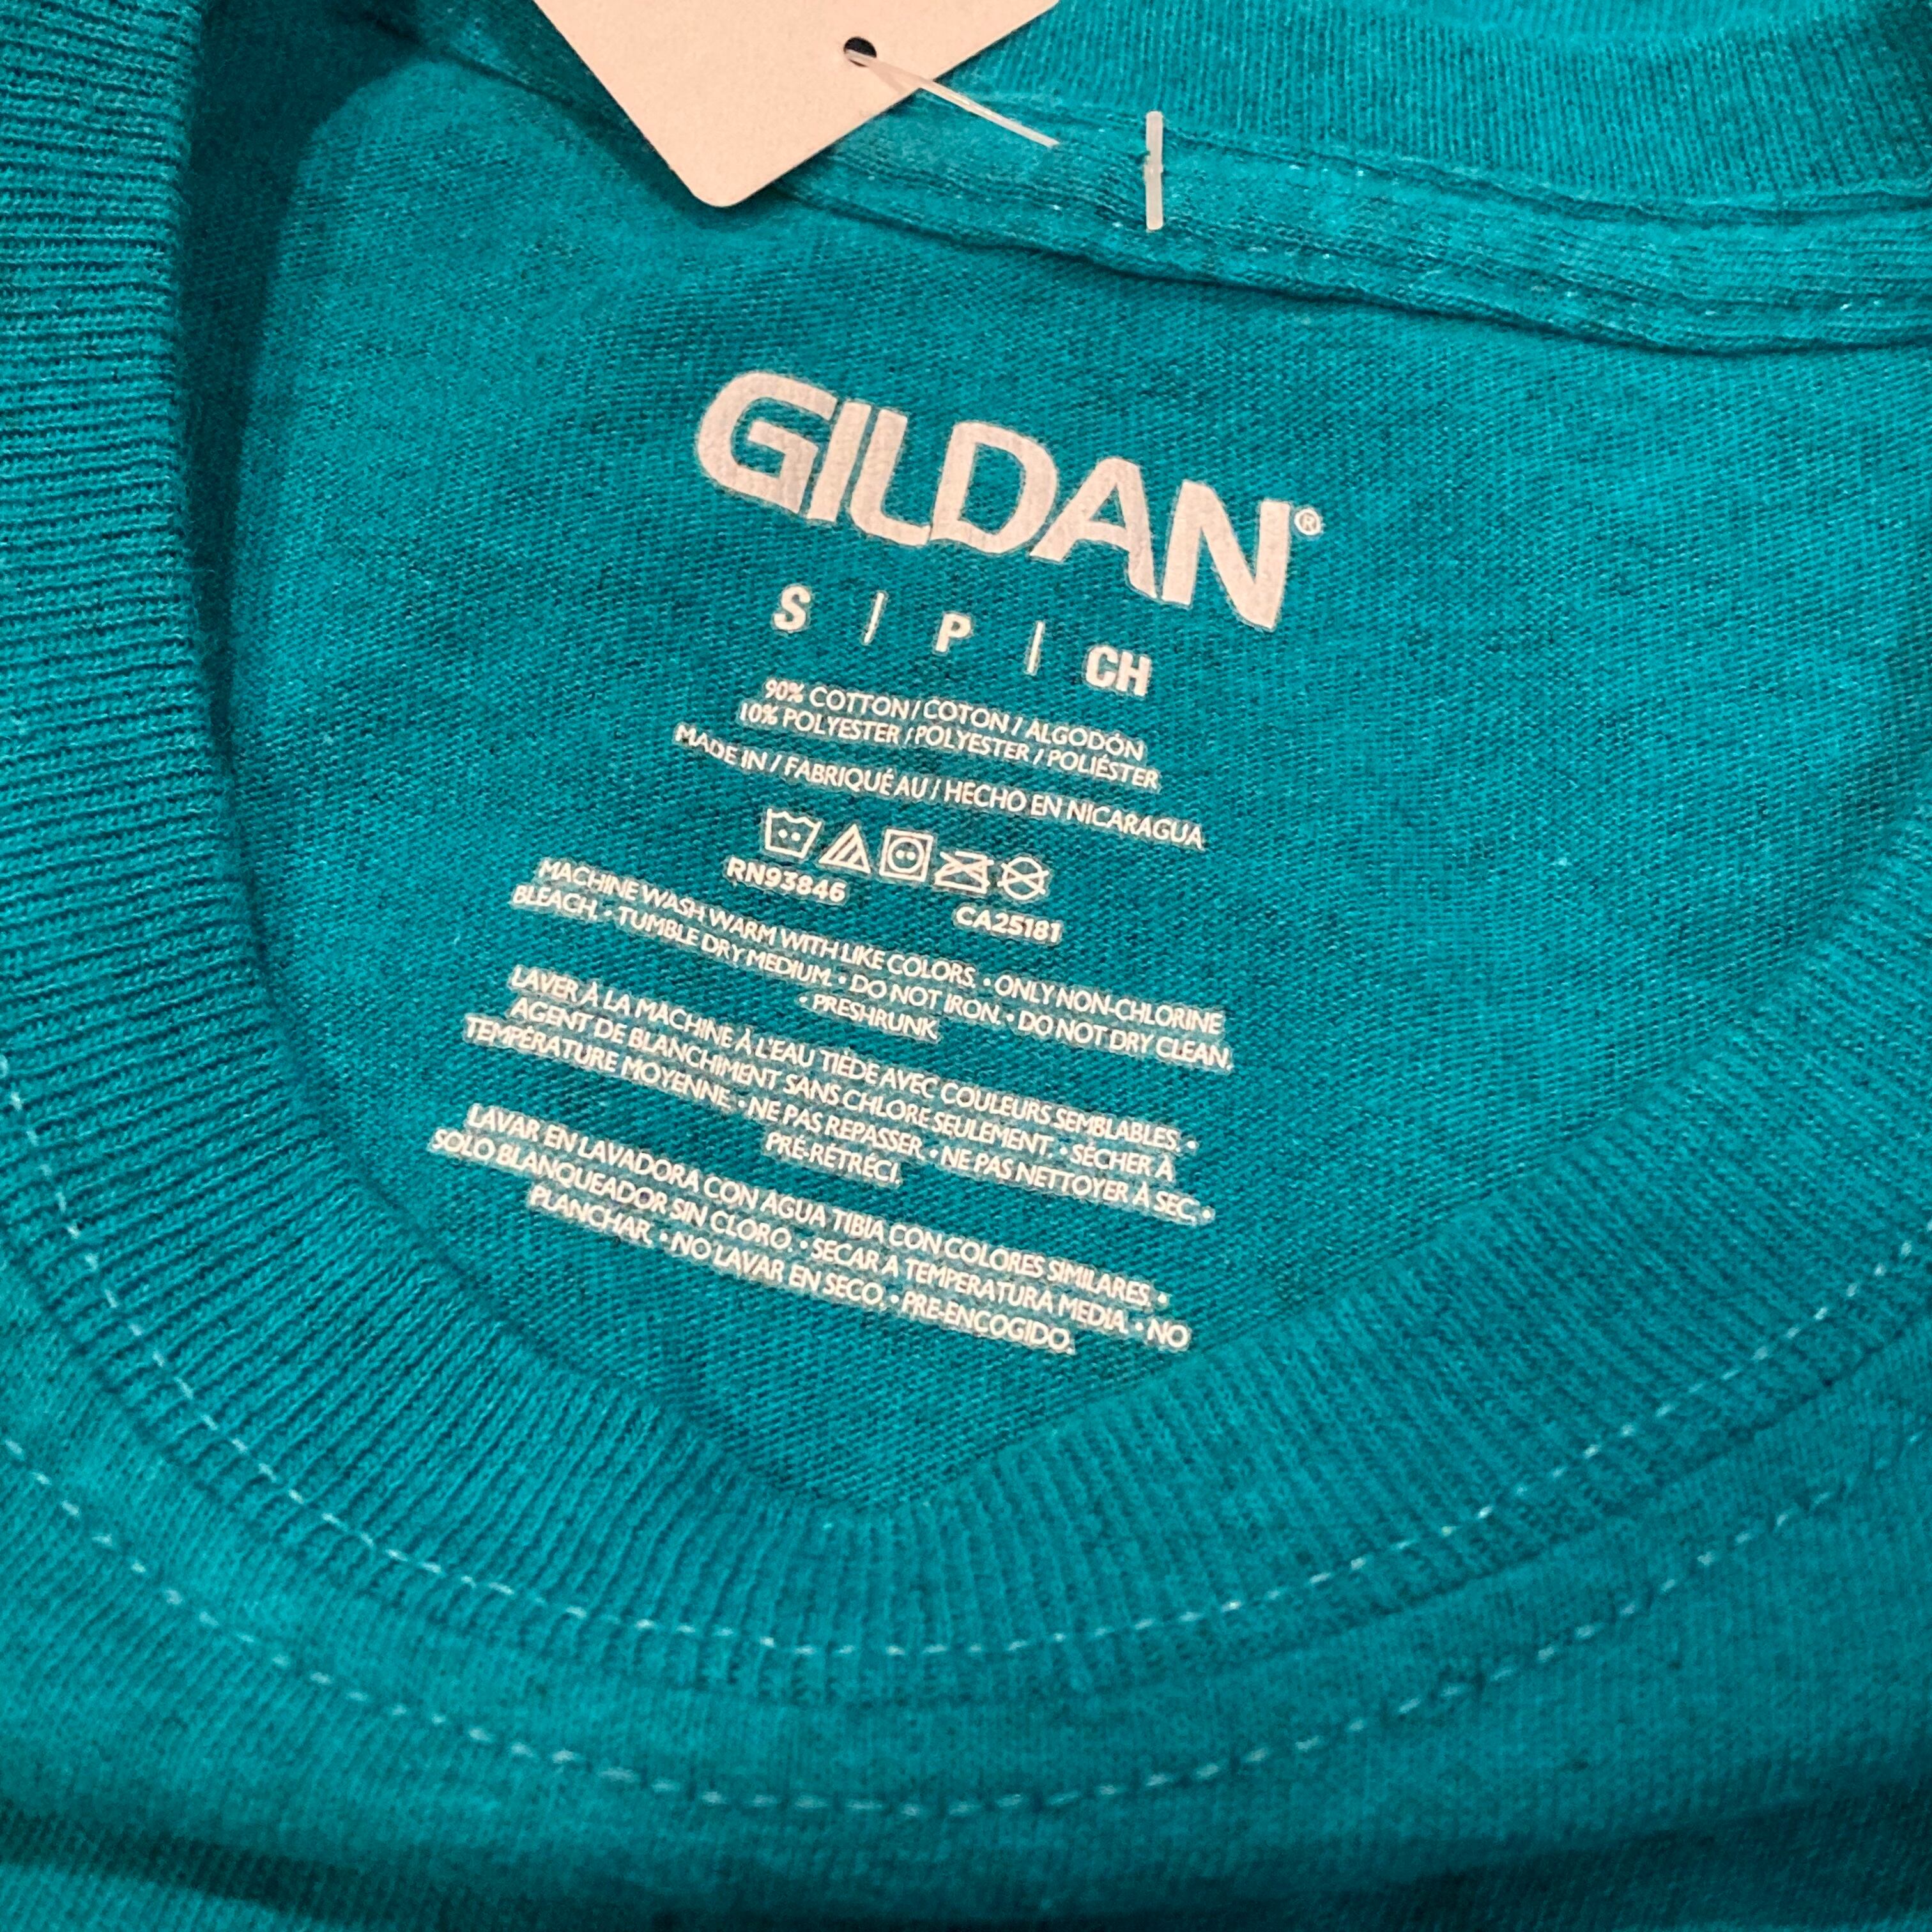 GILDAN®
S | P | CH
90% COTTON / COTON / ALGODÓN
10% POLYESTER / POLYESTER / POLIÉSTER
MADE IN / FABRIQUÉ AU / HECHO EN NICARAGUA
RN93846 CA25181
MACHINE WASH WARM WITH LIKE COLORS. • ONLY NON-CHLORINE
BLEACH. • TUMBLE DRY MEDIUM. • DO NOT IRON. • DO NOT DRY CLEAN.
• PRESHRUNK
LAVER À LA MACHINE À L'EAU TIÈDE AVEC COULEURS SEMBLABLES. •
AGENT DE BLANCHIMENT SANS CHLORE SEULEMENT. • SÉCHER À
TEMPÉRATURE MOYENNE. • NE PAS REPASSER. • NE PAS NETTOYER À SEC. •
PRÉ-RETRÉCI.
LAVAR EN LAVADORA CON AGUA TIBIA CON COLORES SIMILARES. •
SOLO BLANQUEADOR SIN CLORO. • SECAR A TEMPERATURA MEDIA. • NO
PLANCHAR. • NO LAVAR EN SECO. • PRE-ENCOGIDO.